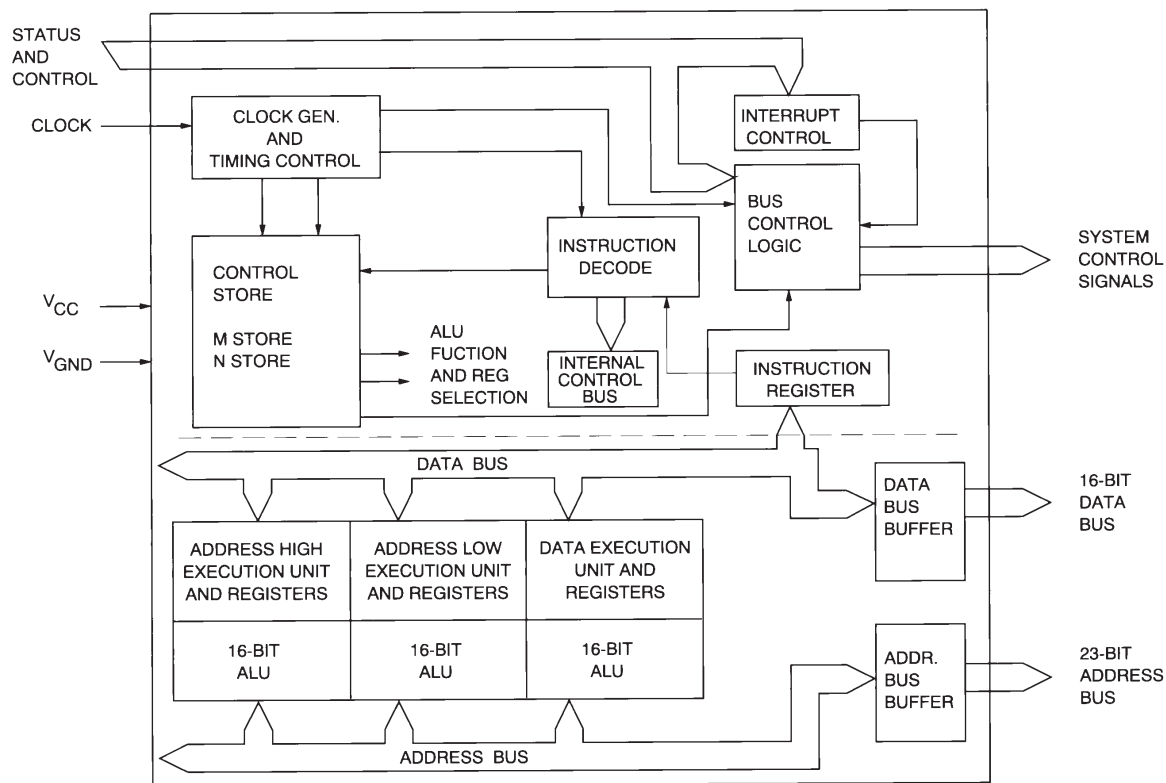 STATUS
AND
CONTROL
CLOCK
CLOCK GEN.
AND
TIMING CONTROL
INTERRUPT
CONTROL
BUS
CONTROL
LOGIC
INSTRUCTION
DECODE
SYSTEM
CONTROL
SIGNALS
CONTROL
STORE
M STORE
N STORE
VCC
VGND
ALU
FUCTION
AND REG
SELECTION
INTERNAL
CONTROL
BUS
INSTRUCTION
REGISTER
DATA BUS
DATA
BUS
BUFFER
16-BIT
DATA
BUS
ADDRESS HIGH
EXECUTION UNIT
AND REGISTERS
ADDRESS LOW
EXECUTION UNIT
AND REGISTERS
DATA EXECUTION
UNIT AND
REGISTERS
16-BIT
ALU
16-BIT
ALU
16-BIT
ALU
ADDR.
BUS
BUFFER
23-BIT
ADDRESS
BUS
ADDRESS BUS